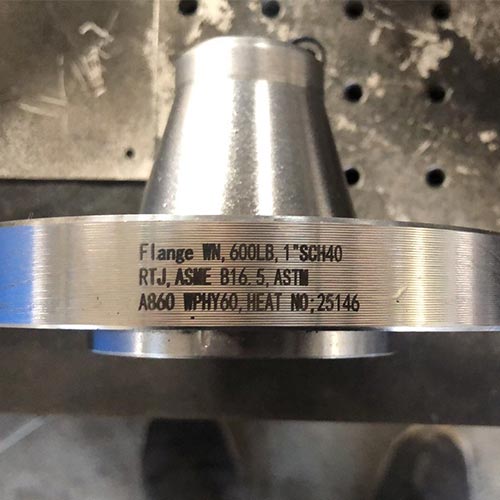 Flange WN,600LB,1"SCH40
RTJ,ASME B16.5,ASTM
A860 WPHY60,HEAT NO;25146